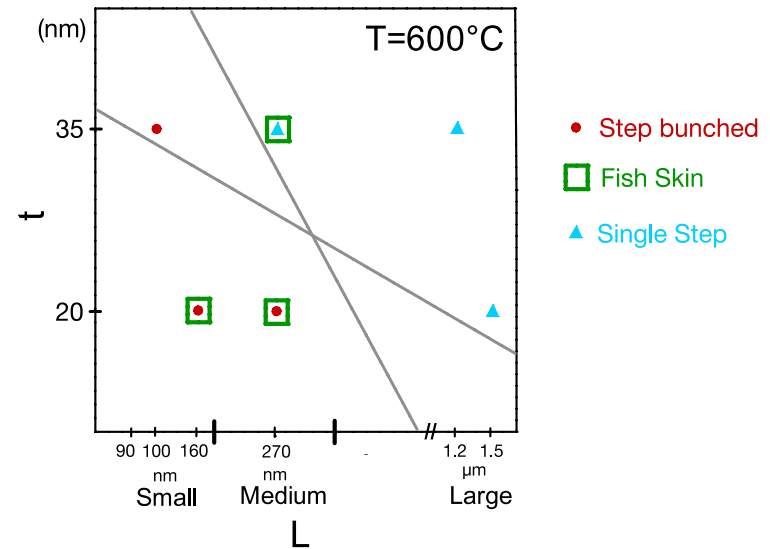 (nm)
T=600°C
35
t
20
Step bunched
Fish Skin
Single Step
90 100 160 270 - 1.2 1.5
nm nm μm
Small Medium Large
L